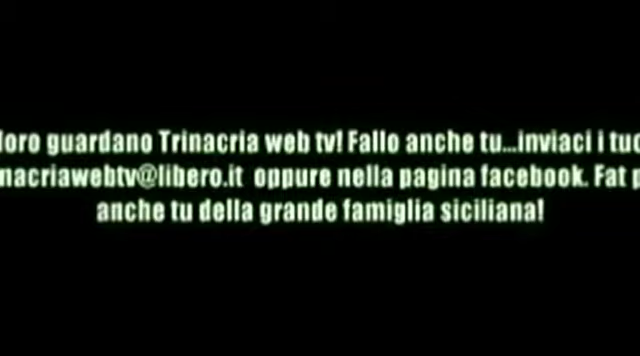 loro guardano Trinacria web tv! Fallo anche tu...inviaci i tuo
nacriawebtv@libero.it oppure nella pagina facebook. Fat p
anche tu della grande famiglia siciliana!